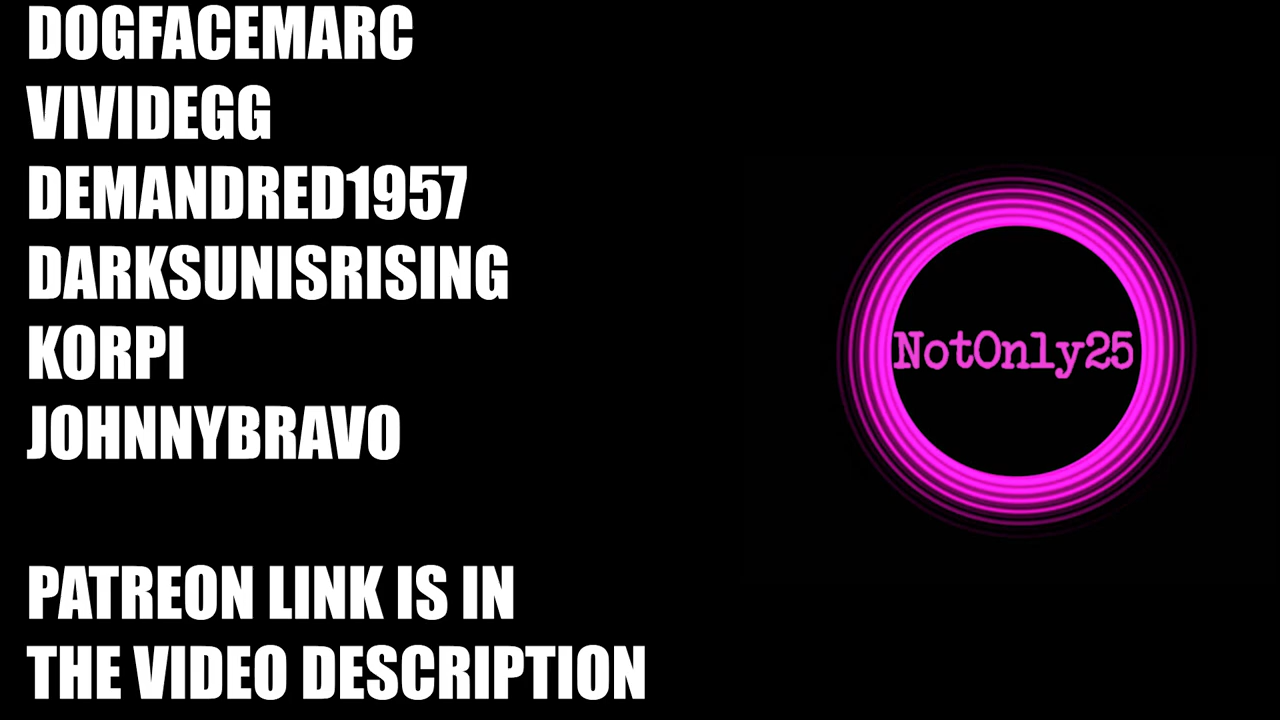 DOGFACEMARC
VIVIDEGG
DEMANDRED1957
DARKSUNISRISING
KORPI
JOHNNYBRAVO
PATREON LINK IS IN
THE VIDEO DESCRIPTION
NotOnly25